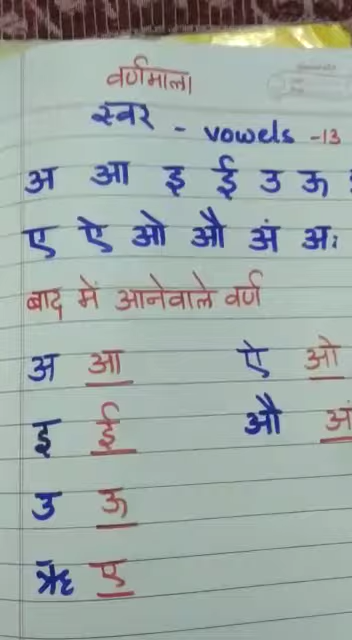 वर्णमाला
स्वर - vowels -13
अ आ इ ई उ ऊ
ए ऐ ओ औ अं अः
बाद में आनेवाले वर्ण
अ आ ऐ ओ
इ ई औ अं
उ ऊ
ऋ ए